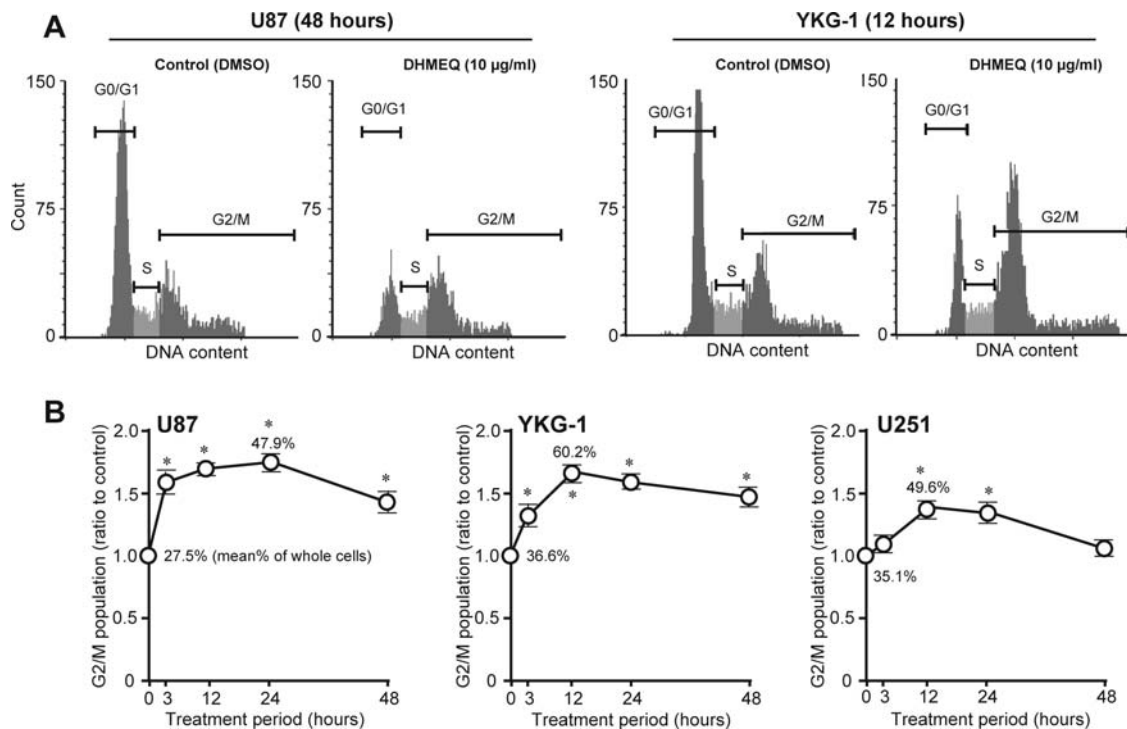 A
U87 (48 hours)
YKG-1 (12 hours)
Control (DMSO)
DHMEQ (10 µg/ml)
Control (DMSO)
DHMEQ (10 µg/ml)
150
75
0
Count
G0/G1
S
G2/M
DNA content
150
75
0
G0/G1
S
G2/M
DNA content
150
75
0
G0/G1
S
G2/M
DNA content
150
75
0
G0/G1
S
G2/M
DNA content
B
U87
G2/M population (ratio to control)
2.0
1.5
1.0
0.5
0
*
*
*
47.9%
*
27.5% (mean% of whole cells)
0 3 12 24 48
Treatment period (hours)
YKG-1
G2/M population (ratio to control)
2.0
1.5
1.0
0.5
0
60.2%
*
*
*
*
36.6%
0 3 12 24 48
Treatment period (hours)
U251
G2/M population (ratio to control)
2.0
1.5
1.0
0.5
0
*
49.6%
*
35.1%
0 3 12 24 48
Treatment period (hours)